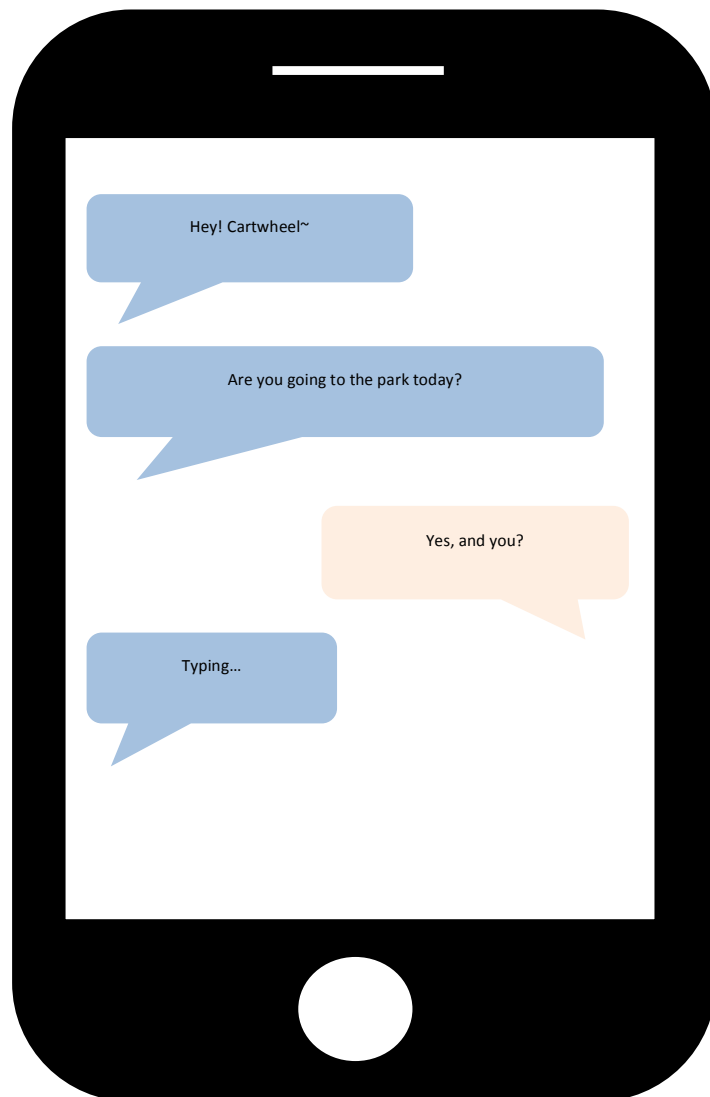 Hey! Cartwheel~
Are you going to the park today?
Yes, and you?
Typing...